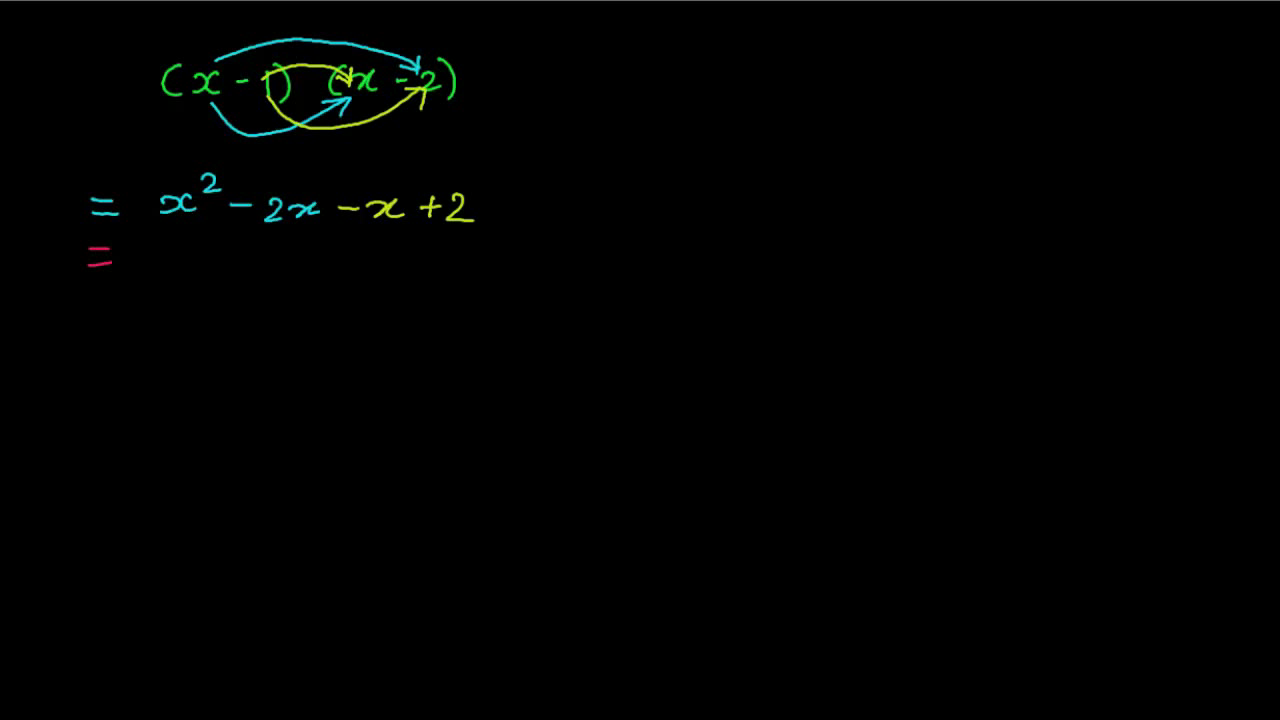 (x - 1) (x - 2)
= x² - 2x - x + 2
=